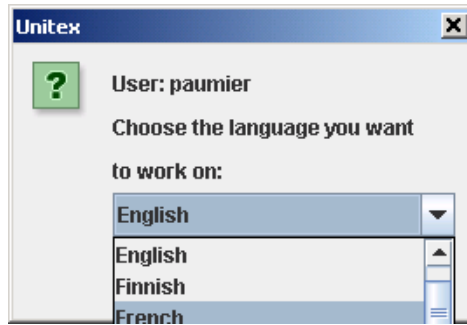 Unitex
User: paumier
Choose the language you want
to work on:
English
English
Finnish
French